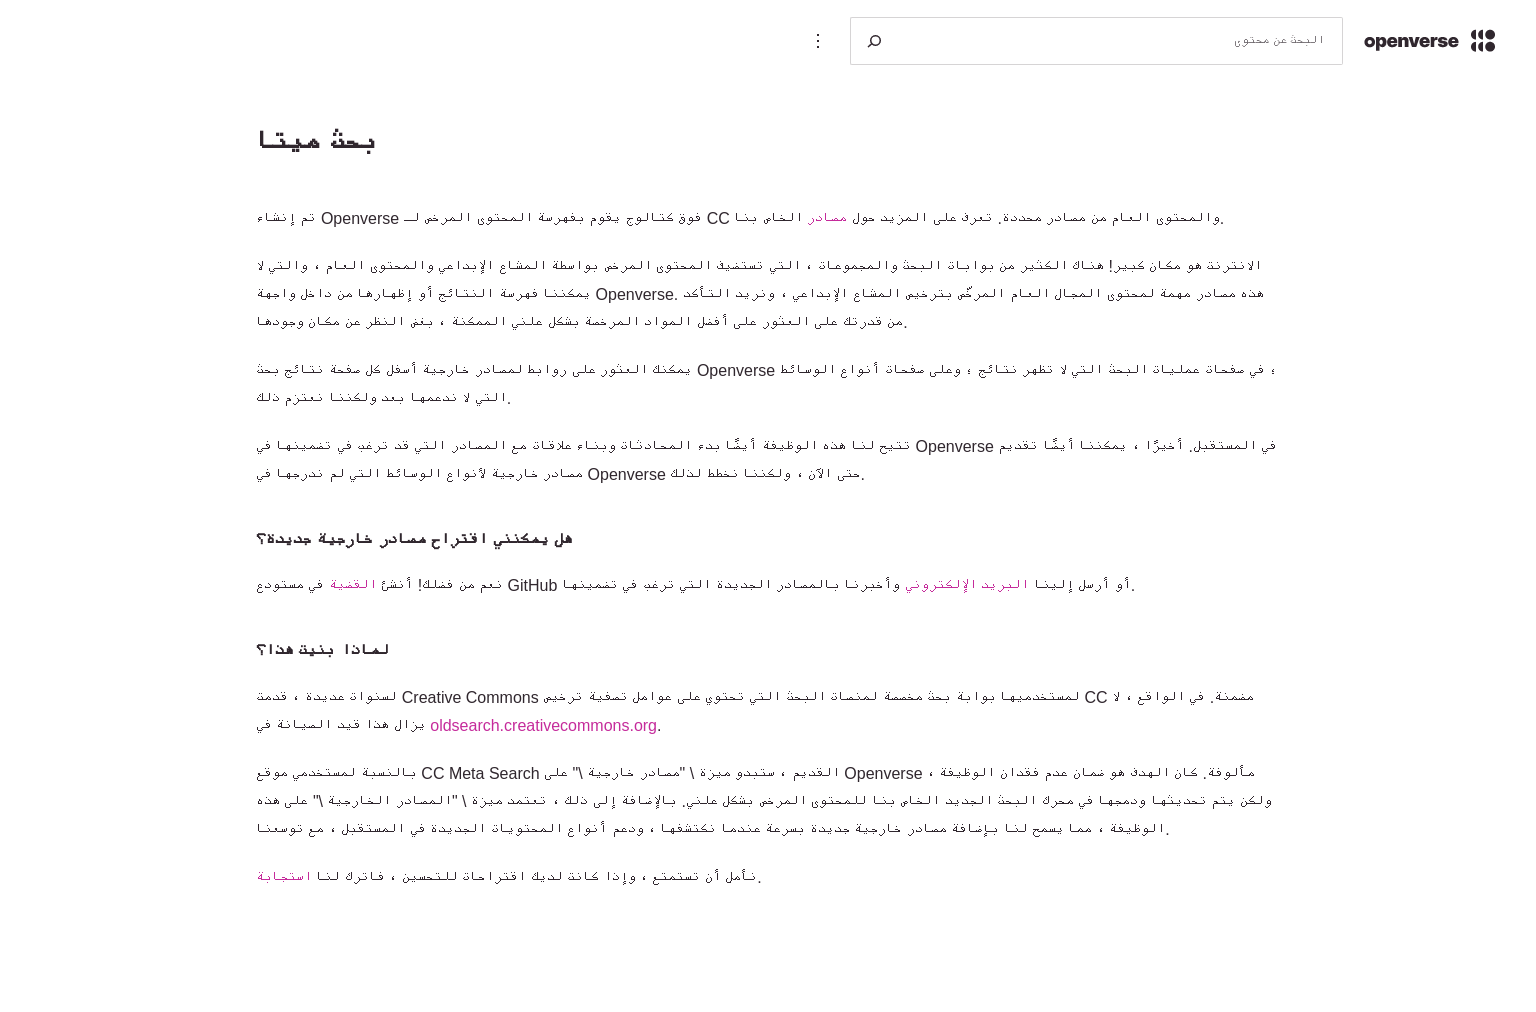 openverse
البحث عن محتوى
بحث ميتا
تم إنشاء Openverse فوق كتالوج يقوم بفهرسة المحتوى المرخص لـ CC والمحتوى العام من مصادر محددة. تعرف على المزيد حول مصادر الخاص بنا.
الانترنت هو مكان كبير! هناك الكثير من بوابات البحث والمجموعات ، التي تستضيف المحتوى المرخص بواسطة المشاع الإبداعي والمحتوى العام ، والتي لا
يمكننا فهرسة النتائج أو إظهارها من داخل واجهة Openverse. هذه مصادر مهمة لمحتوى المجال العام المرخّص بترخيص المشاع الإبداعي ، ونريد التأكد
من قدرتك على العثور على أفضل المواد المرخصة بشكل علني الممكنة ، بغض النظر عن مكان وجودها.
يمكنك العثور على روابط لمصادر خارجية أسفل كل صفحة نتائج بحث Openverse ؛ في صفحات عمليات البحث التي لا تظهر نتائج ؛ وعلى صفحات أنواع الوسائط
التي لا ندعمها بعد ولكننا نعتزم ذلك.
تتيح لنا هذه الوظيفة أيضًا بدء المحادثات وبناء علاقات مع المصادر التي قد ترغب في تضمينها في Openverse في المستقبل. أخيرًا ، يمكننا أيضًا تقديم
مصادر خارجية لأنواع الوسائط التي لم ندرجها في Openverse حتى الآن ، ولكننا نخطط لذلك.
هل يمكنني اقتراح مصادر خارجية جديدة؟
نعم من فضلك! أنشئ القضية في مستودع GitHub أو أرسل إلينا البريد الإلكتروني وأخبرنا بالمصادر الجديدة التي ترغب في تضمينها.
لماذا بنيت هذا؟
لسنوات عديدة ، قدمت Creative Commons لمستخدميها بوابة بحث مخصصة لمنصات البحث التي تحتوي على عوامل تصفية ترخيص CC مضمنة. في الواقع ، لا
يزال هذا قيد الصيانة في oldsearch.creativecommons.org.
بالنسبة لمستخدمي موقع CC Meta Search القديم ، ستبدو ميزة \ "مصادر خارجية \" على Openverse مألوفة. كان الهدف هو ضمان عدم فقدان الوظيفة ،
ولكن يتم تحديثها ودمجها في محرك البحث الجديد الخاص بنا للمحتوى المرخص بشكل علني. بالإضافة إلى ذلك ، تعتمد ميزة \ "المصادر الخارجية \" على هذه
الوظيفة ، مما يسمح لنا بإضافة مصادر خارجية جديدة بسرعة عندما نكتشفها ، ودعم أنواع المحتويات الجديدة في المستقبل ، مع توسعنا.
نأمل أن تستمتع ، وإذا كانت لديك اقتراحات للتحسين ، فاترك لنا استجابة.